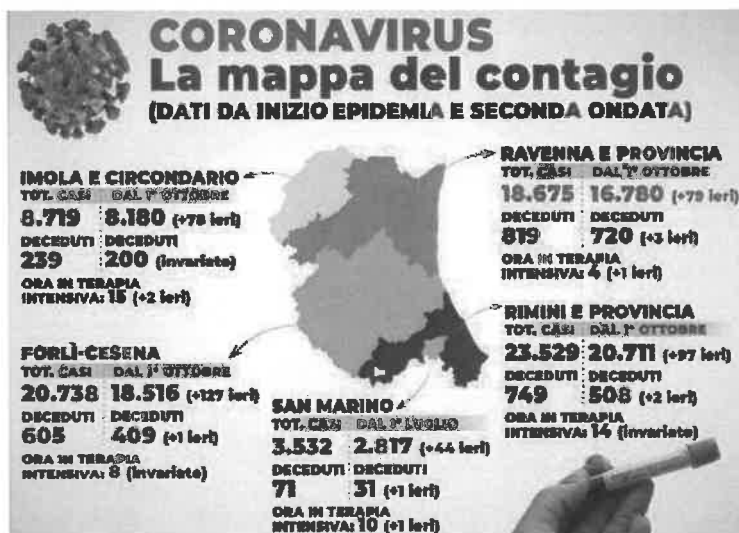 CORONAVIRUS
La mappa del contagio
(DATI DA INIZIO EPIDEMIA E SECONDA ONDATA)
IMOLA E CIRCONDARIO
TOT. CASI DAL 1° OTTOBRE
8.719 8.180 (+78 ieri)
DECEDUTI DECEDUTI
239 200 (invariato)
ORA IN TERAPIA
INTENSIVA: 15 (+2 ieri)
RAVENNA E PROVINCIA
TOT. CASI DAL 1° OTTOBRE
18.675 16.780 (+79 ieri)
DECEDUTI DECEDUTI
819 720 (+3 ieri)
ORA IN TERAPIA
INTENSIVA: 4 (+1 ieri)
FORLÌ-CESENA
TOT. CASI DAL 1° OTTOBRE
20.738 18.516 (+127 ieri)
DECEDUTI DECEDUTI
605 409 (+1 ieri)
ORA IN TERAPIA
INTENSIVA: 8 (invariato)
SAN MARINO
TOT. CASI DAL 1° LUGLIO
3.532 2.817 (+44 ieri)
DECEDUTI DECEDUTI
71 31 (+1 ieri)
ORA IN TERAPIA
INTENSIVA: 10 (+1 ieri)
RIMINI E PROVINCIA
TOT. CASI DAL 1° OTTOBRE
23.529 20.711 (+97 ieri)
DECEDUTI DECEDUTI
749 508 (+2 ieri)
ORA IN TERAPIA
INTENSIVA: 14 (invariato)